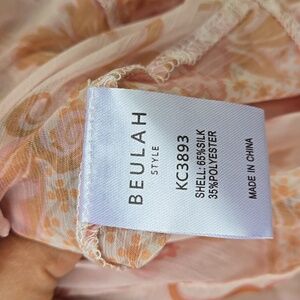 BEULAH
STYLE
KC3893
SHELL: 65%SILK
35%POLYESTER
MADE IN CHINA